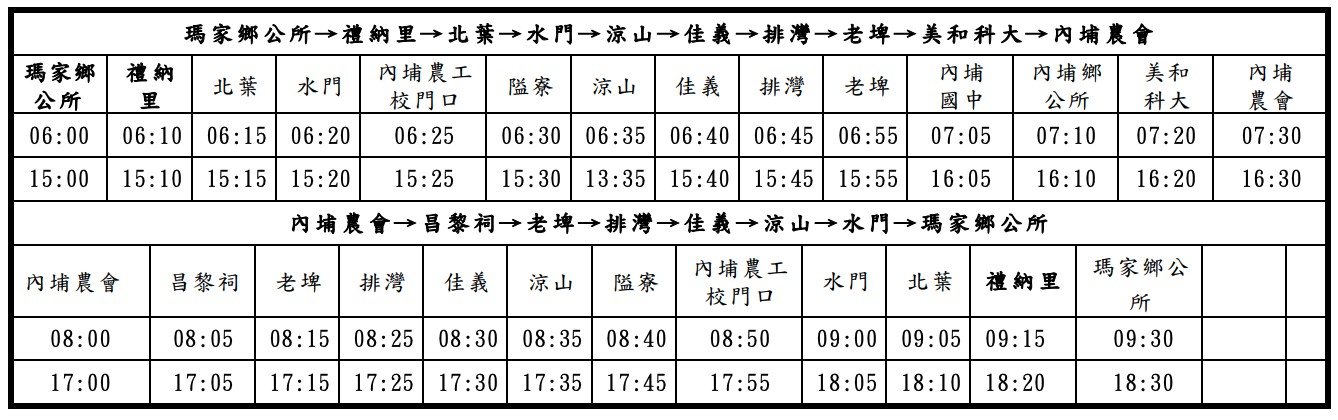 瑪家鄉公所→禮納里→北葉→水門→涼山→佳義→排灣→老埤→美和科大→內埔農會
瑪家鄉公所 禮納里 北葉 水門 內埔農工校門口 隘寮 涼山 佳義 排灣 老埤 內埔國中 內埔鄉公所 美和科大 內埔農會
06:00 06:10 06:15 06:20 06:25 06:30 06:35 06:40 06:45 06:55 07:05 07:10 07:20 07:30
15:00 15:10 15:15 15:20 15:25 15:30 13:35 15:40 15:45 15:55 16:05 16:10 16:20 16:30
內埔農會→昌黎祠→老埤→排灣→佳義→涼山→水門→瑪家鄉公所
內埔農會 昌黎祠 老埤 排灣 佳義 涼山 隘寮 內埔農工校門口 水門 北葉 禮納里 瑪家鄉公所
08:00 08:05 08:15 08:25 08:30 08:35 08:40 08:50 09:00 09:05 09:15 09:30
17:00 17:05 17:15 17:25 17:30 17:35 17:45 17:55 18:05 18:10 18:20 18:30